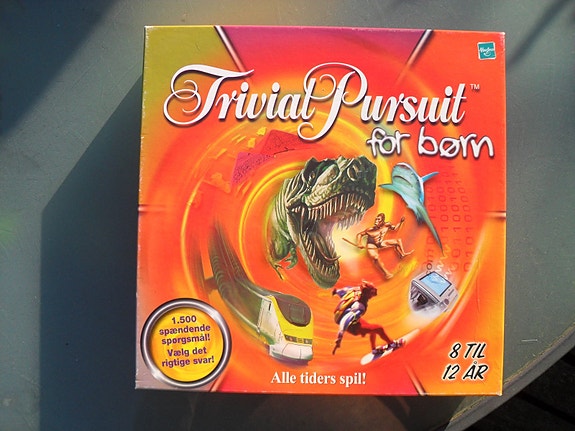 Hasbro
Trivial Pursuit™
for børn
1.500
spændende
spørgsmål!
Vælg det
rigtige svar!
Alle tiders spil!
8 TIL
12 ÅR